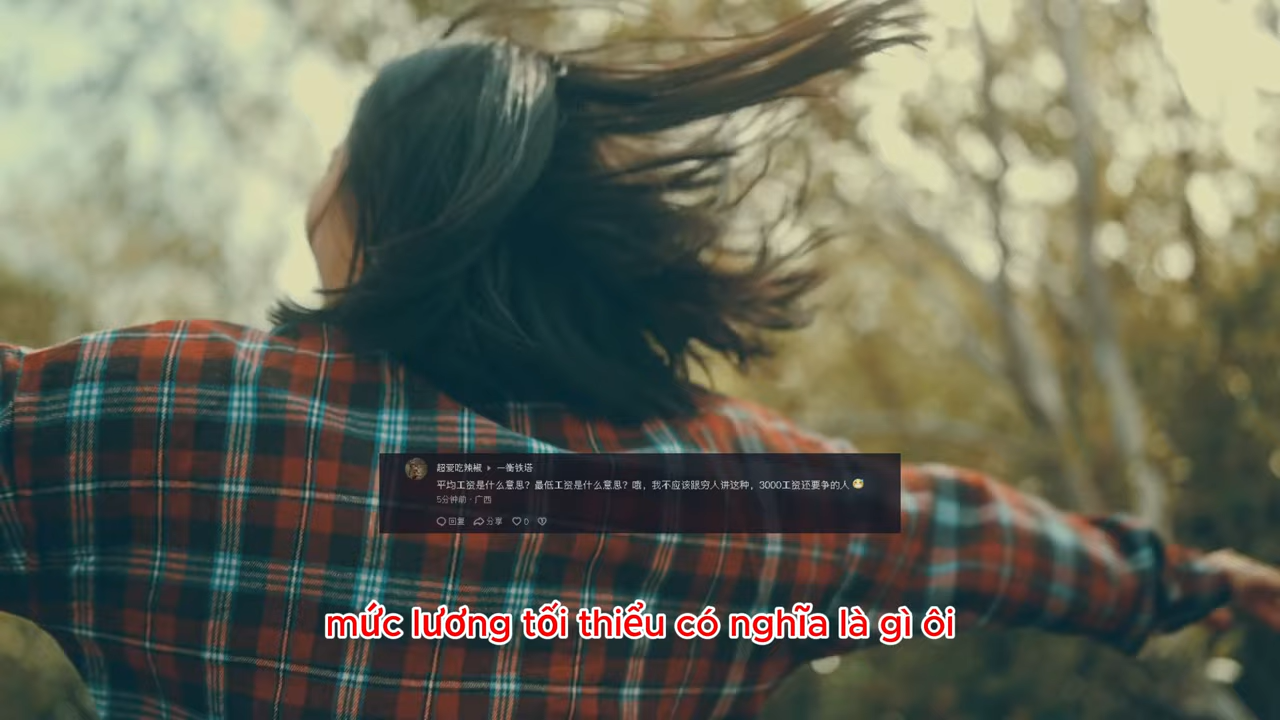 超爱吃辣椒 ▸ 一衡铁塔
平均工资是什么意思？最低工资是什么意思？哦，我不应该跟穷人讲这种，3000工资还要争的人😅
5分钟前 · 广西
回复 分享 0
mức lương tối thiểu có nghĩa là gì ôi